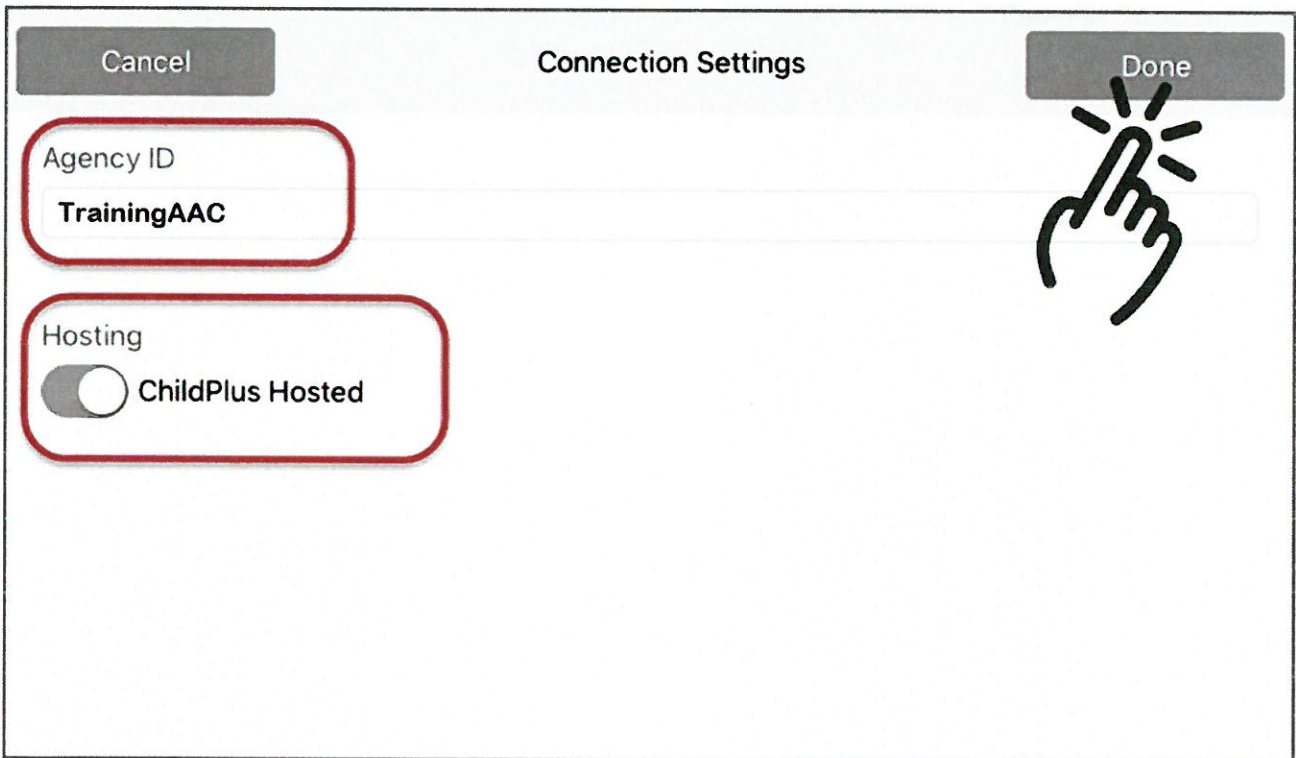 Cancel
Connection Settings
Done
Agency ID
TrainingAAC
Hosting
ChildPlus Hosted